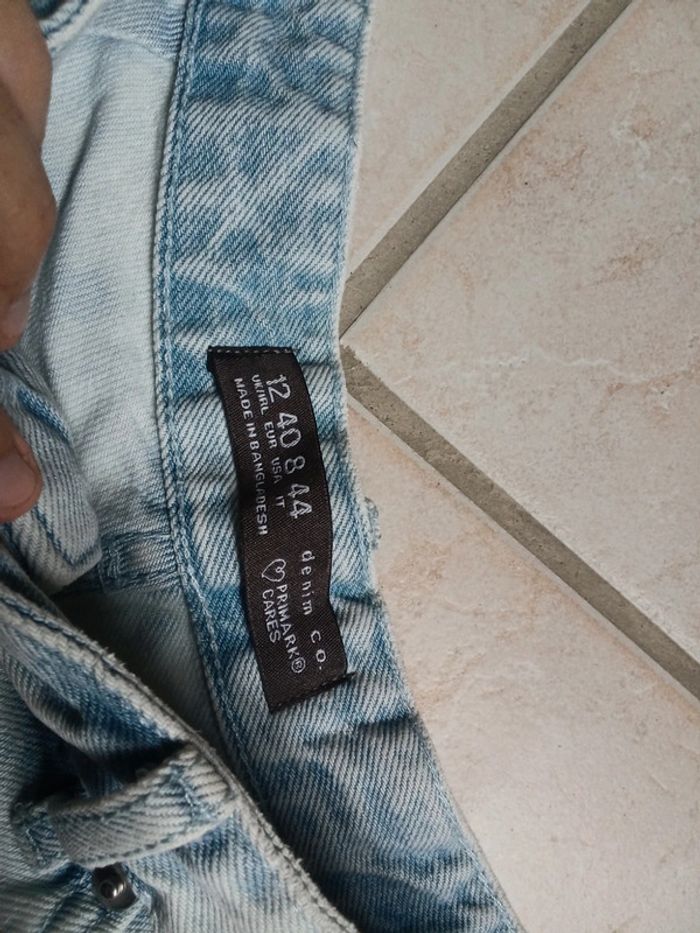 12 40 8 44
UK/IRL EUR USA IT
MADE IN BANGLADESH
denim co.
PRIMARK®
CARES